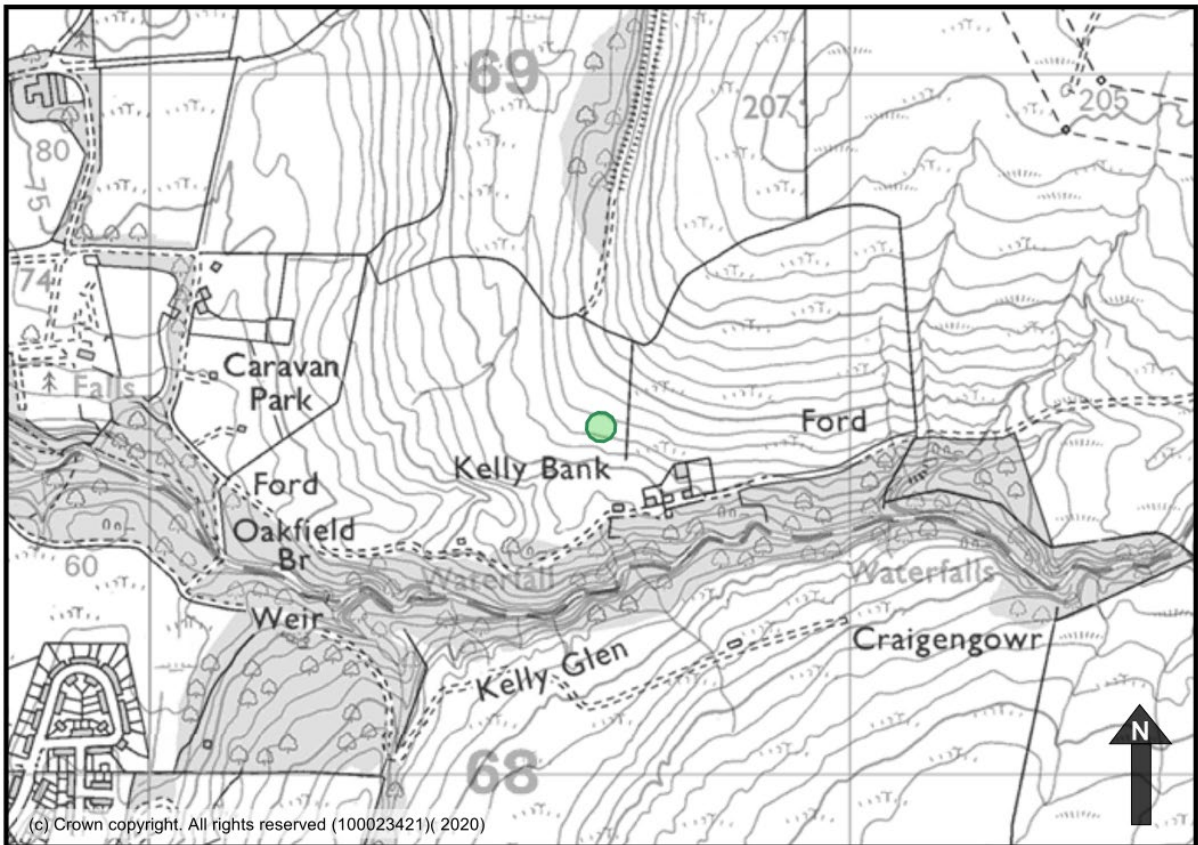 69
207
205
80
75
74
Caravan
Park
Falls
Ford
Kelly Bank
Ford
Oakfield
Br
60
Waterfall
Waterfalls
Weir
Craigengowr
Kelly Glen
68
N
(c) Crown copyright. All rights reserved (100023421)( 2020)